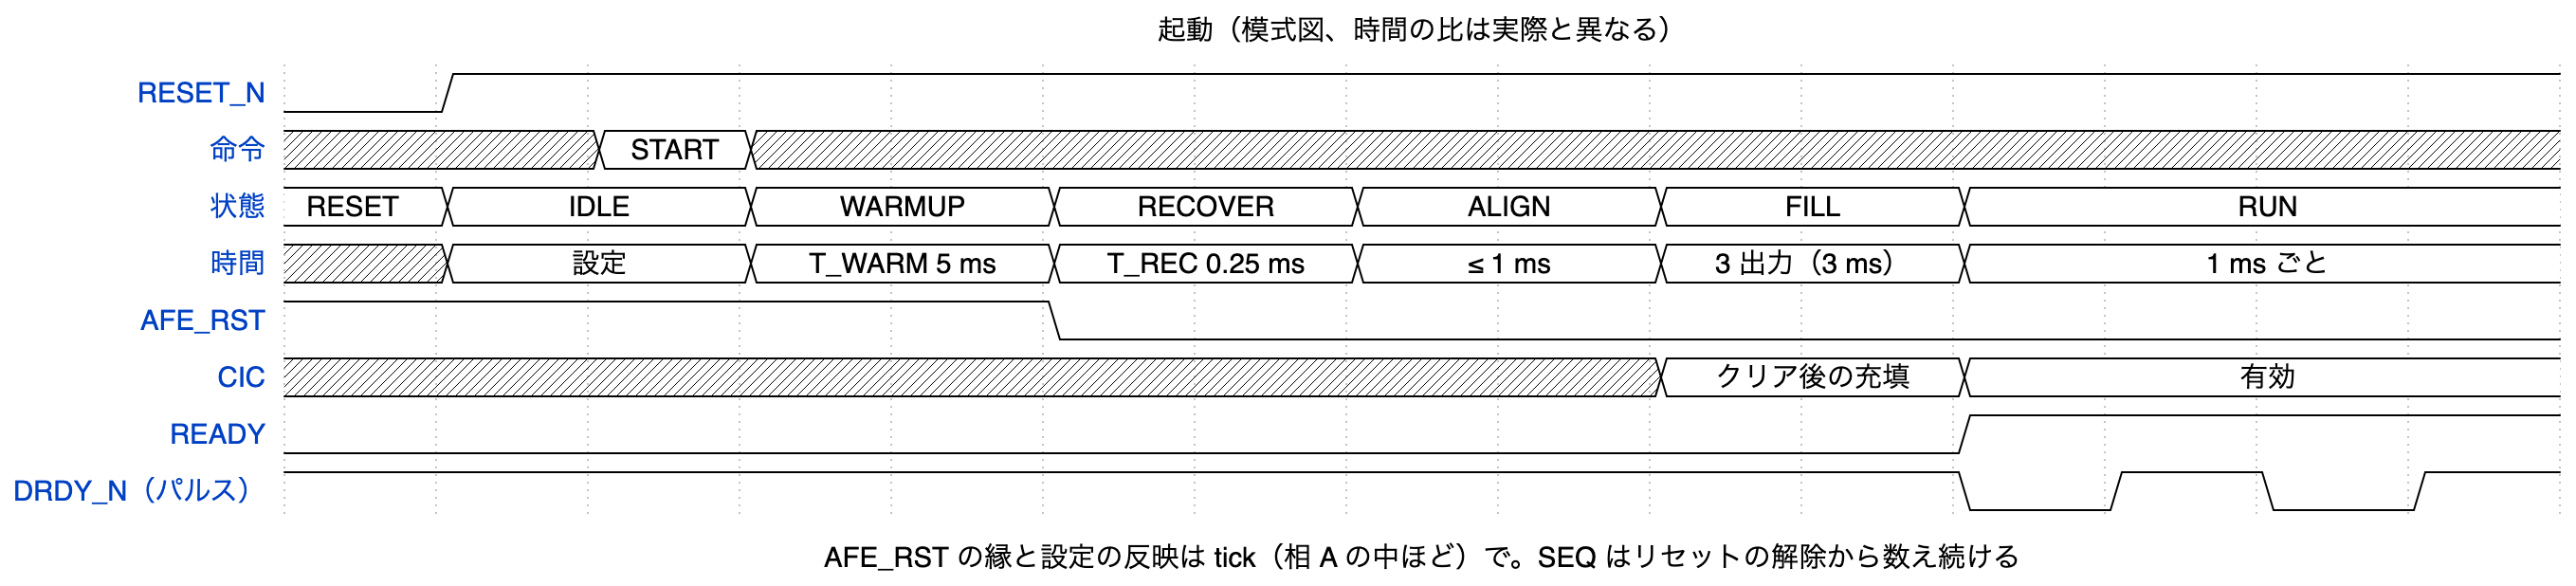 起動（模式図、時間の比は実際と異なる）
RESET_N
命令 START
状態 RESET IDLE WARMUP RECOVER ALIGN FILL RUN
時間 設定 T_WARM 5 ms T_REC 0.25 ms ≤ 1 ms 3 出力（3 ms） 1 ms ごと
AFE_RST
CIC クリア後の充填 有効
READY
DRDY_N（パルス）
AFE_RST の縁と設定の反映は tick（相 A の中ほど）で。SEQ はリセットの解除から数え続ける